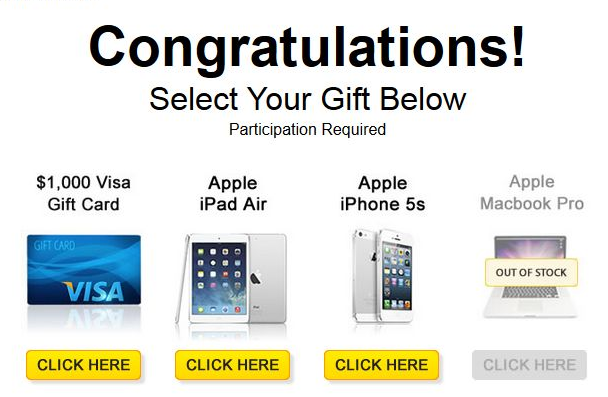 Congratulations!
Select Your Gift Below
Participation Required
$1,000 Visa
Gift Card
Apple
iPad Air
Apple
iPhone 5s
Apple
Macbook Pro
GIFT CARD
VISA
OUT OF STOCK
CLICK HERE
CLICK HERE
CLICK HERE
CLICK HERE